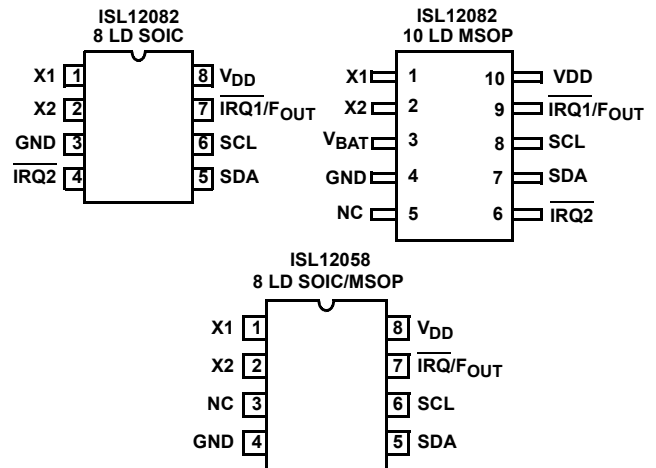 ISL12082
8 LD SOIC
X1 1 8 VDD
X2 2 7 IRQ1/FOUT
GND 3 6 SCL
IRQ2 4 5 SDA
ISL12082
10 LD MSOP
X1 1 10 VDD
X2 2 9 IRQ1/FOUT
VBAT 3 8 SCL
GND 4 7 SDA
NC 5 6 IRQ2
ISL12058
8 LD SOIC/MSOP
X1 1 8 VDD
X2 2 7 IRQ/FOUT
NC 3 6 SCL
GND 4 5 SDA